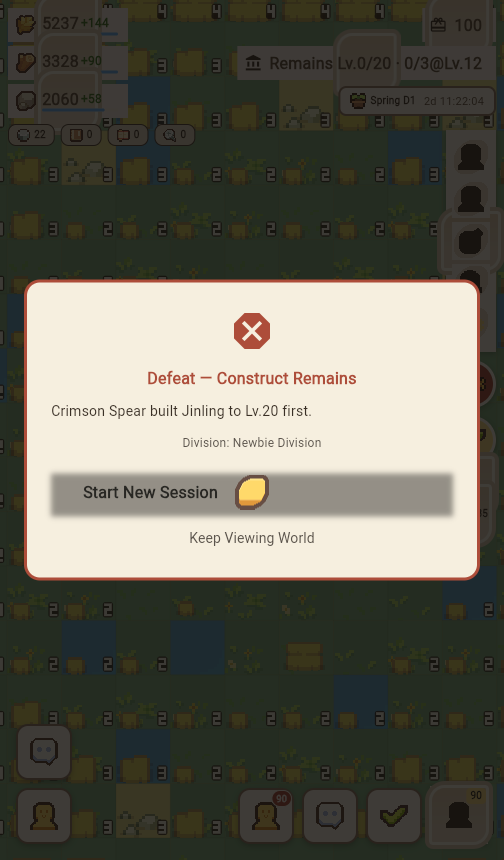 5237 +144
100
3328 +90
Remains Lv.0/20 · 0/3@Lv.12
2060 +58
Spring D1 2d 11:22:04
22 0 0 0
Defeat — Construct Remains
Crimson Spear built Jinling to Lv.20 first.
Division: Newbie Division
Start New Session
Keep Viewing World
90
90